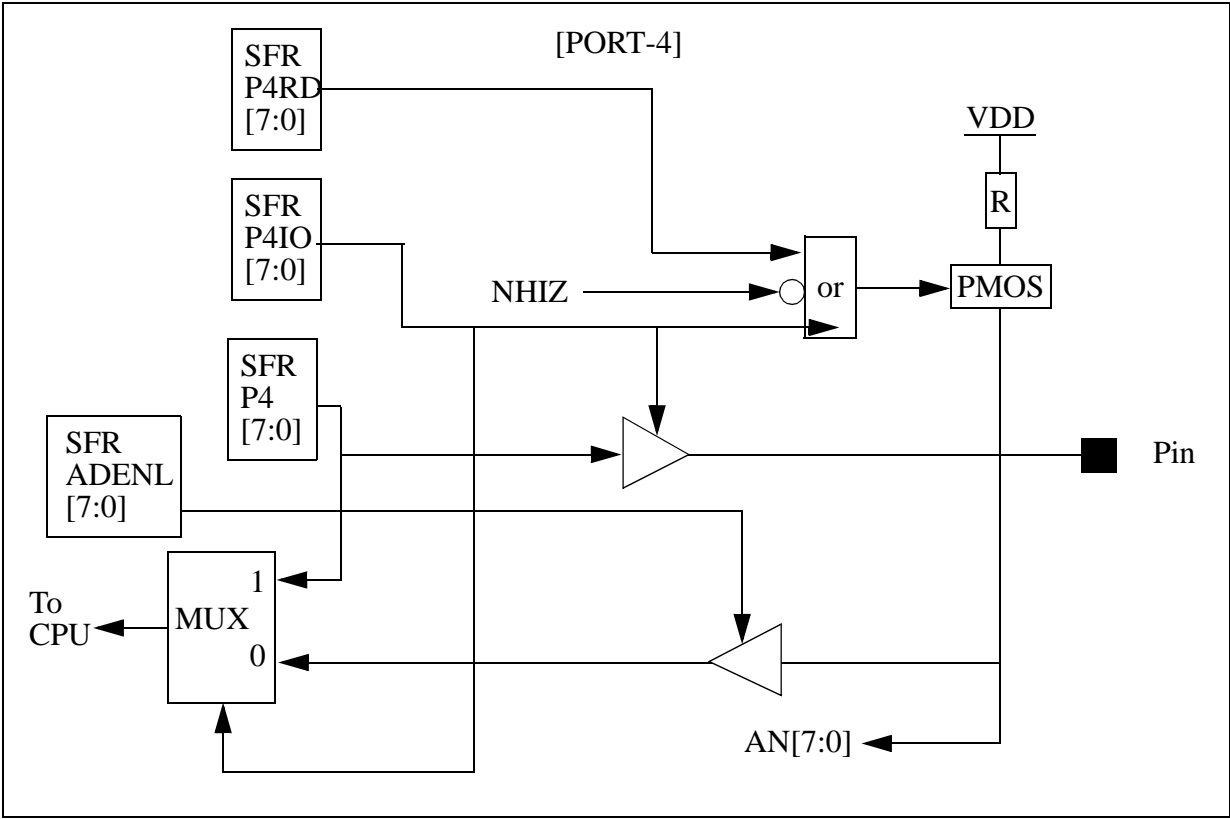 [PORT-4]
SFR
P4RD
[7:0]
VDD
R
SFR
P4IO
[7:0]
NHIZ
or
PMOS
SFR
P4
[7:0]
SFR
ADENL
[7:0]
Pin
1
To
CPU
MUX
0
AN[7:0]